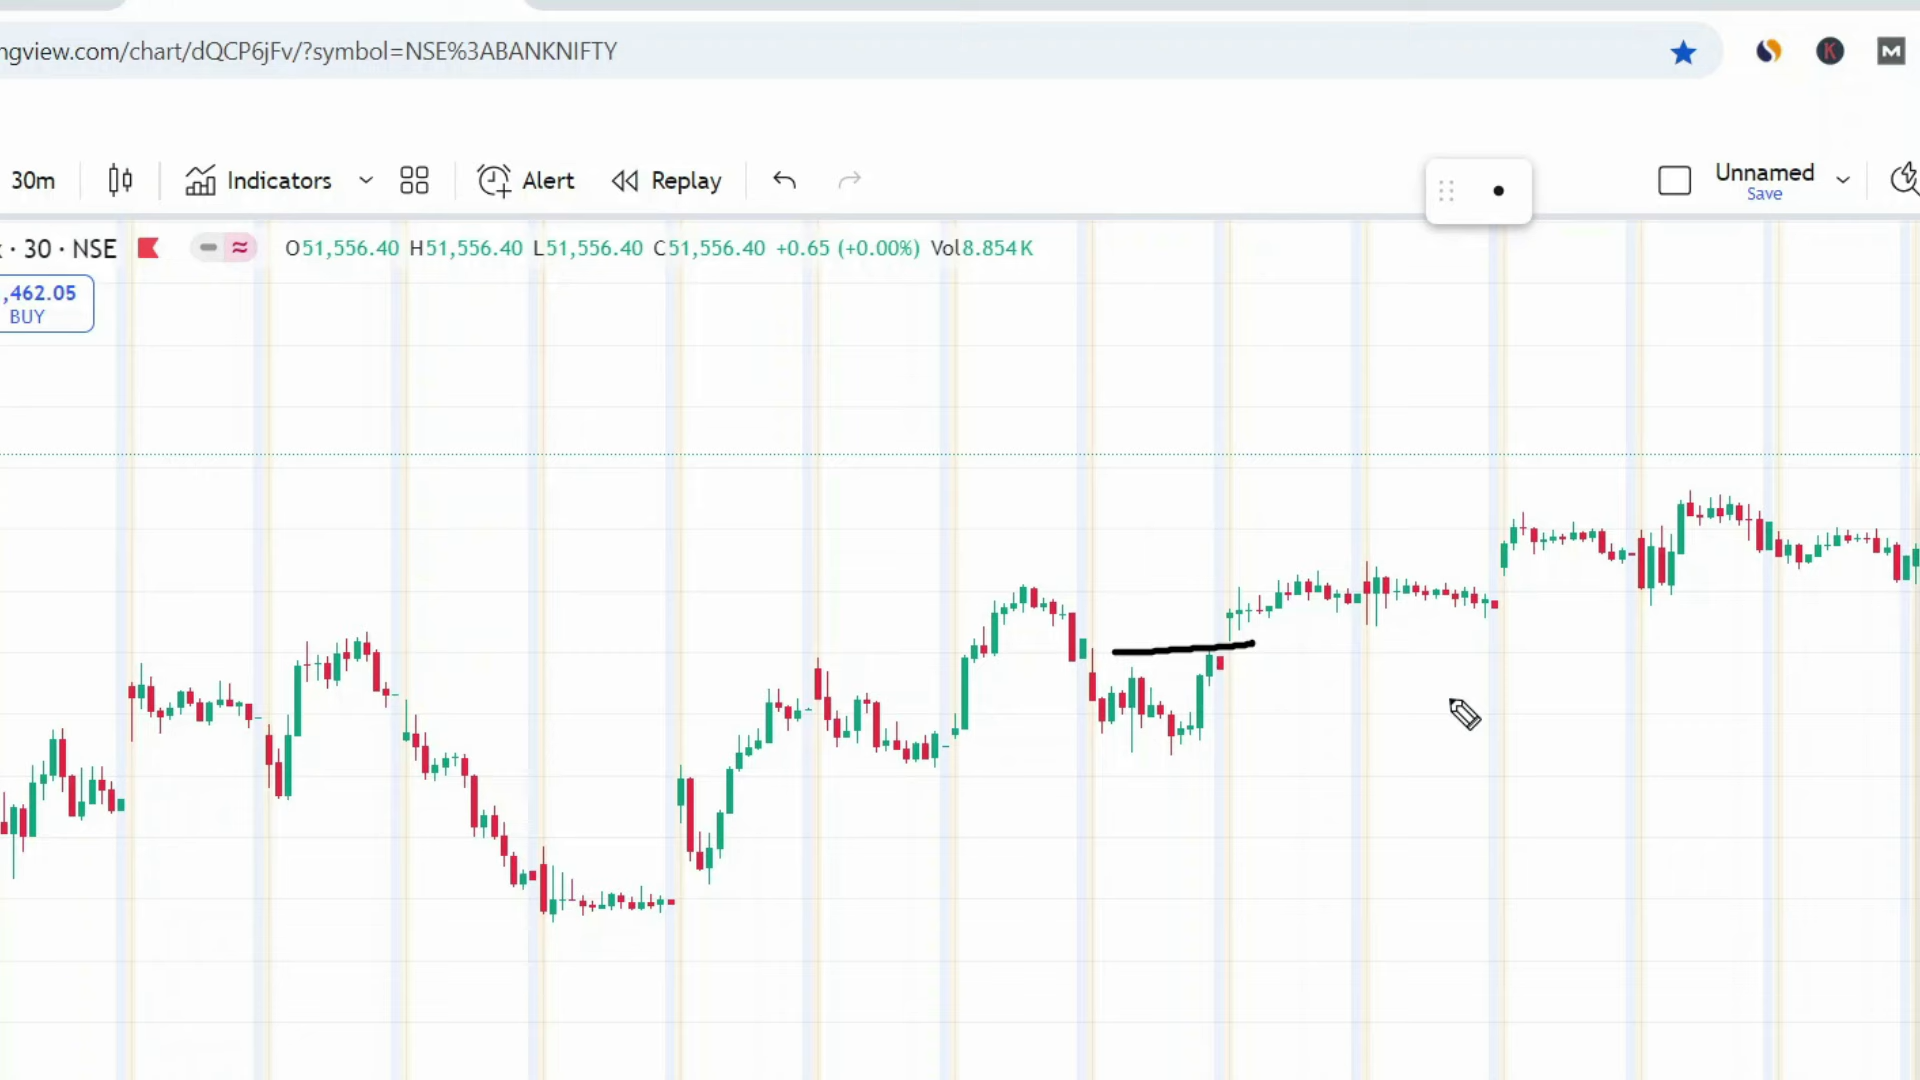 ngview.com/chart/dQCP6jFv/?symbol=NSE%3ABANKNIFTY
K M
30m Indicators Alert Replay Unnamed
Save
· 30 · NSE O51,556.40 H51,556.40 L51,556.40 C51,556.40 +0.65 (+0.00%) Vol8.854K
,462.05
BUY